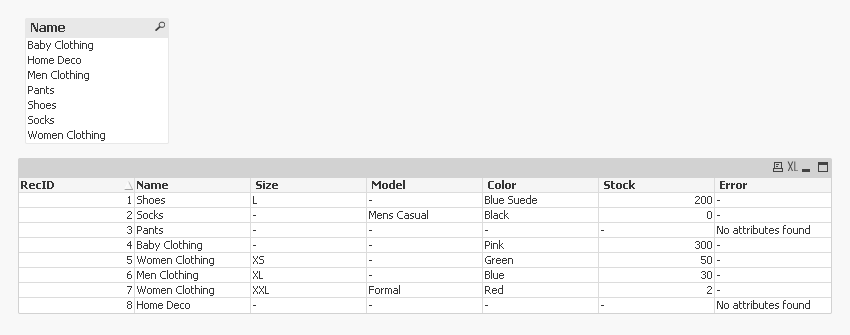 Name
Baby Clothing
Home Deco
Men Clothing
Pants
Shoes
Socks
Women Clothing
XL
RecID Name Size Model Color Stock Error
1 Shoes L - Blue Suede 200 -
2 Socks - Mens Casual Black 0 -
3 Pants - - - - No attributes found
4 Baby Clothing - - Pink 300 -
5 Women Clothing XS - Green 50 -
6 Men Clothing XL - Blue 30 -
7 Women Clothing XXL Formal Red 2 -
8 Home Deco - - - - No attributes found